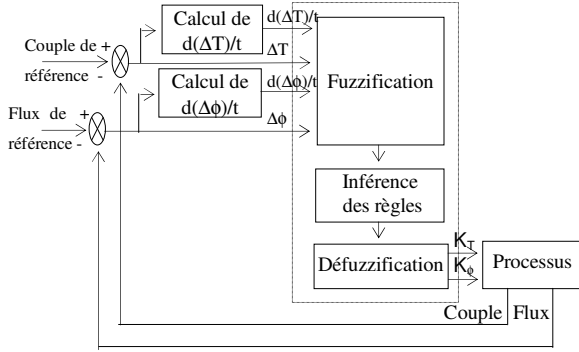 Calcul de
d(ΔT)/t
d(ΔT)/t
Couple de +
référence -
ΔT
Calcul de
d(Δϕ)/t
d(Δϕ)/t
Fuzzification
Flux de +
référence -
Δϕ
Inférence
des règles
Défuzzification
K_T
K_ϕ
Processus
Couple Flux